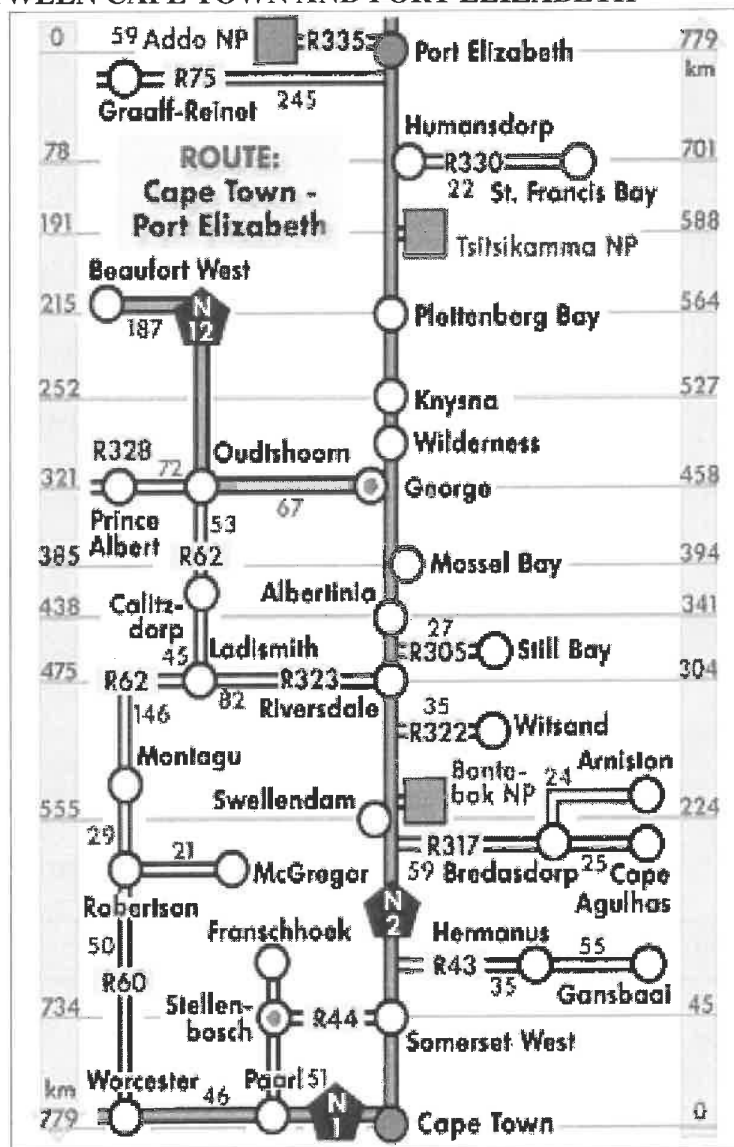 WEEN CAPE TOWN AND PORT ELIZABETH
0 59 Addo NP R335 Port Elizabeth 779
km
R75
Graaff-Reinet 245
Humansdorp
78 R330 701
22 St. Francis Bay
ROUTE:
Cape Town -
Port Elizabeth
191 588
Tsitsikamma NP
Beaufort West
215 N 12 Plettenberg Bay 564
187
252 Knysna 527
Wilderness
R328 Oudtshoorn
321 72 67 George 458
Prince
Albert
53
R62
385 Mossel Bay 394
Albertinia
438 341
Calitz-
dorp
27
R305 Still Bay
45 Ladismith
475 R62 R323 304
146 82 Riversdale
35
R322 Witsand
Montagu
Bonte-
bok NP
24 Arniston
Swellendam
555 224
29 R317
59 Bredasdorp 25 Cape
Agulhas
21 McGregor
Robertson
N
2
50
R60
Franschhoek
Hermanus 55
R43
35 Gansbaai
Stellen-
bosch
734 R44 45
Somerset West
km Worcester 46 Paarl 51
779 N 1 Cape Town 0